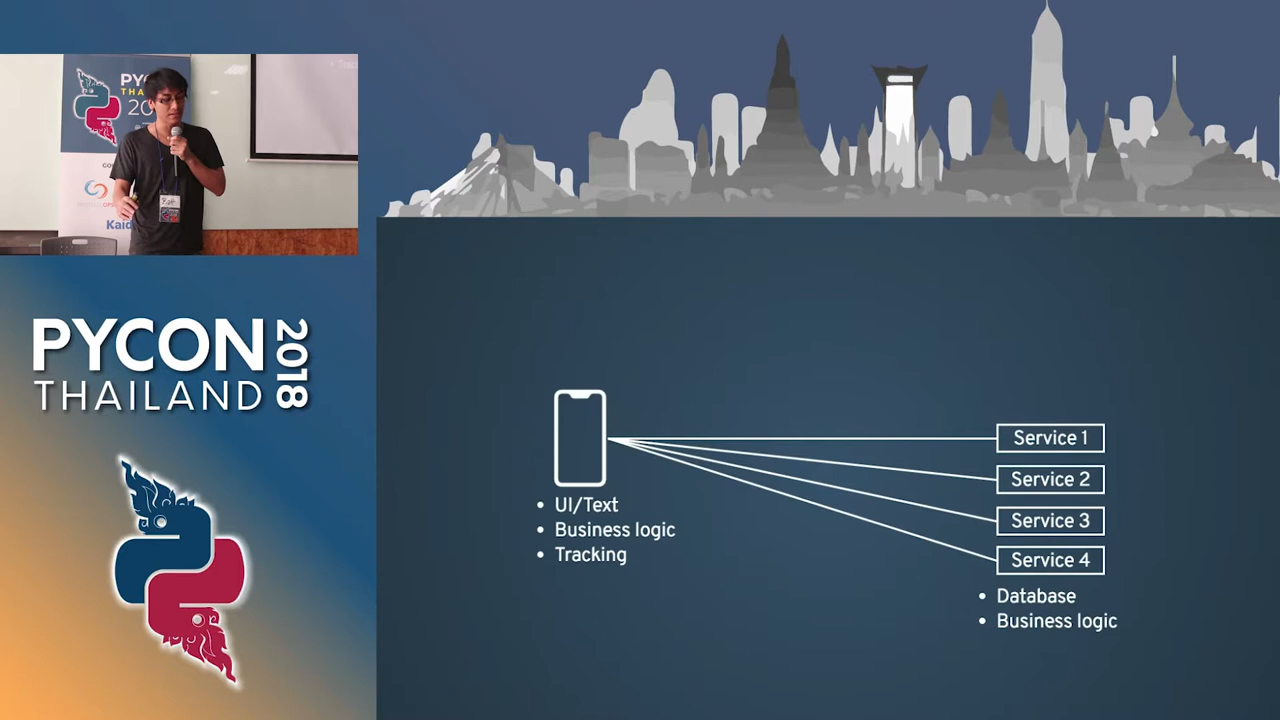 PYCON
THAILAND
2018
UI/Text
Business logic
Tracking
Service 1
Service 2
Service 3
Service 4
Database
Business logic